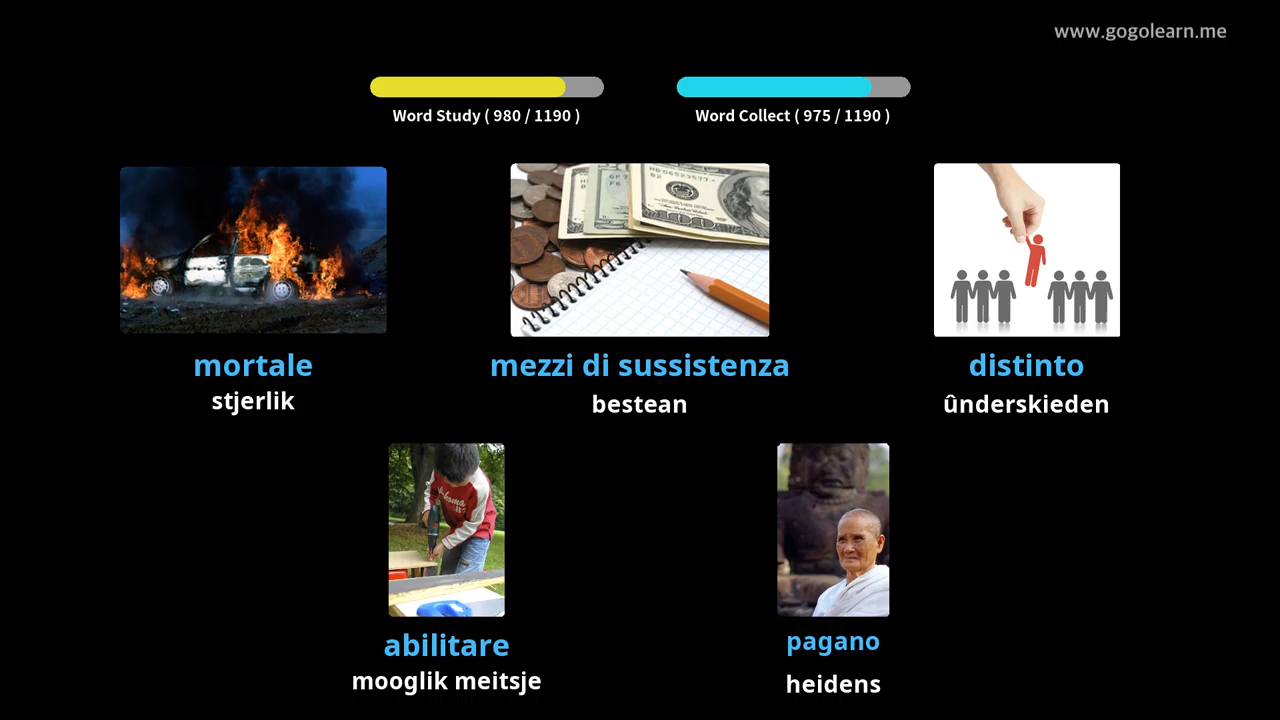 www.gogolearn.me
Word Study ( 980 / 1190 )
Word Collect ( 975 / 1190 )
mortale
stjerlik
mezzi di sussistenza
bestean
distinto
ûnderskieden
abilitare
mooglik meitsje
pagano
heidens